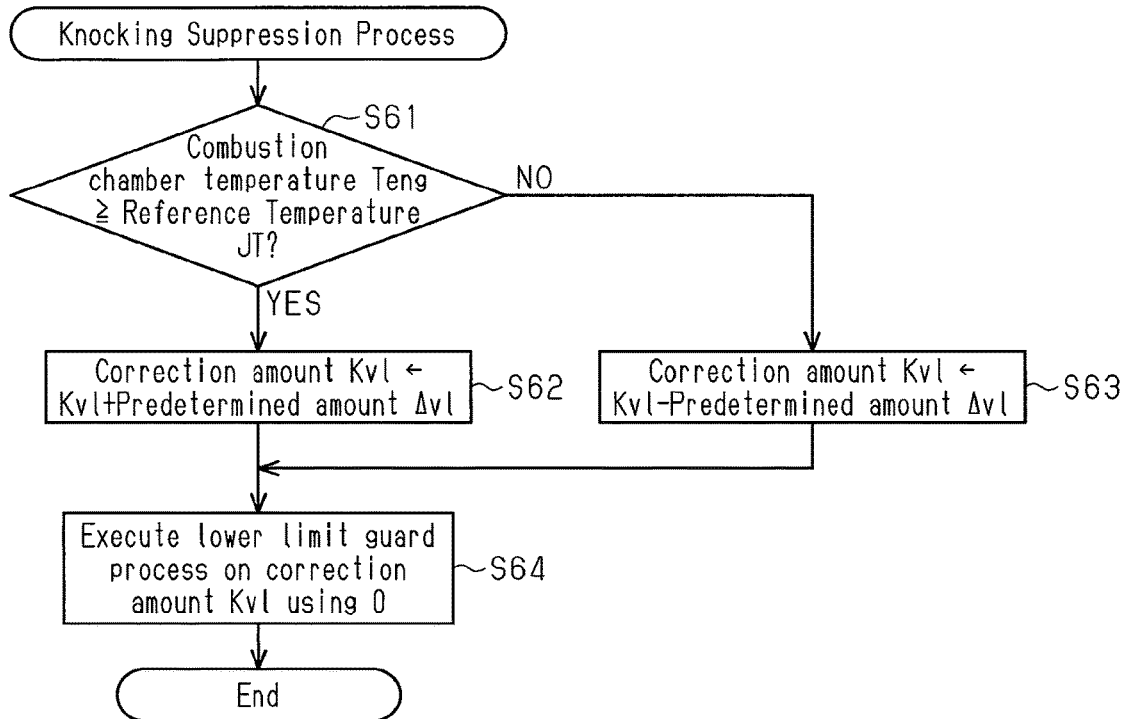 Knocking Suppression Process
S61
Combustion
chamber temperature Teng
≧ Reference Temperature
JT?
NO
YES
Correction amount Kvl ←
Kvl+Predetermined amount Δvl
S62
Correction amount Kvl ←
Kvl-Predetermined amount Δvl
S63
Execute lower limit guard
process on correction
amount Kvl using 0
S64
End